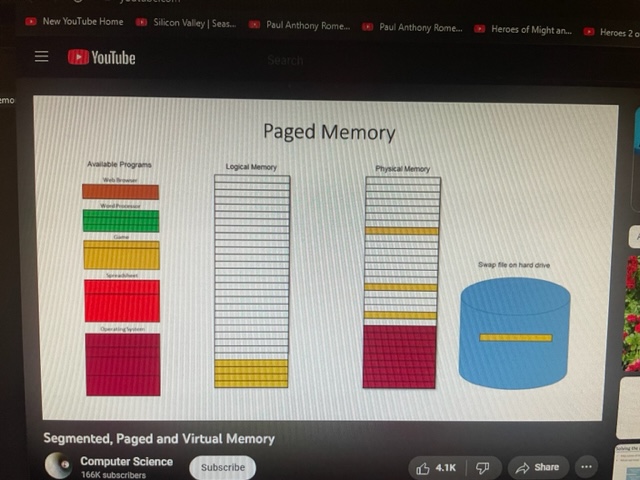 New YouTube Home
Silicon Valley | Seas...
Paul Anthony Rome...
Paul Anthony Rome...
Heroes of Might an...
Heroes 2 o
YouTube
Search
emo
Paged Memory
Available Programs
Logical Memory
Physical Memory
Web Browser
Word Processor
Game
Spreadsheet
Operating System
Swap file on hard drive
Segmented, Paged and Virtual Memory
Computer Science
166K subscribers
Subscribe
4.1K
Share